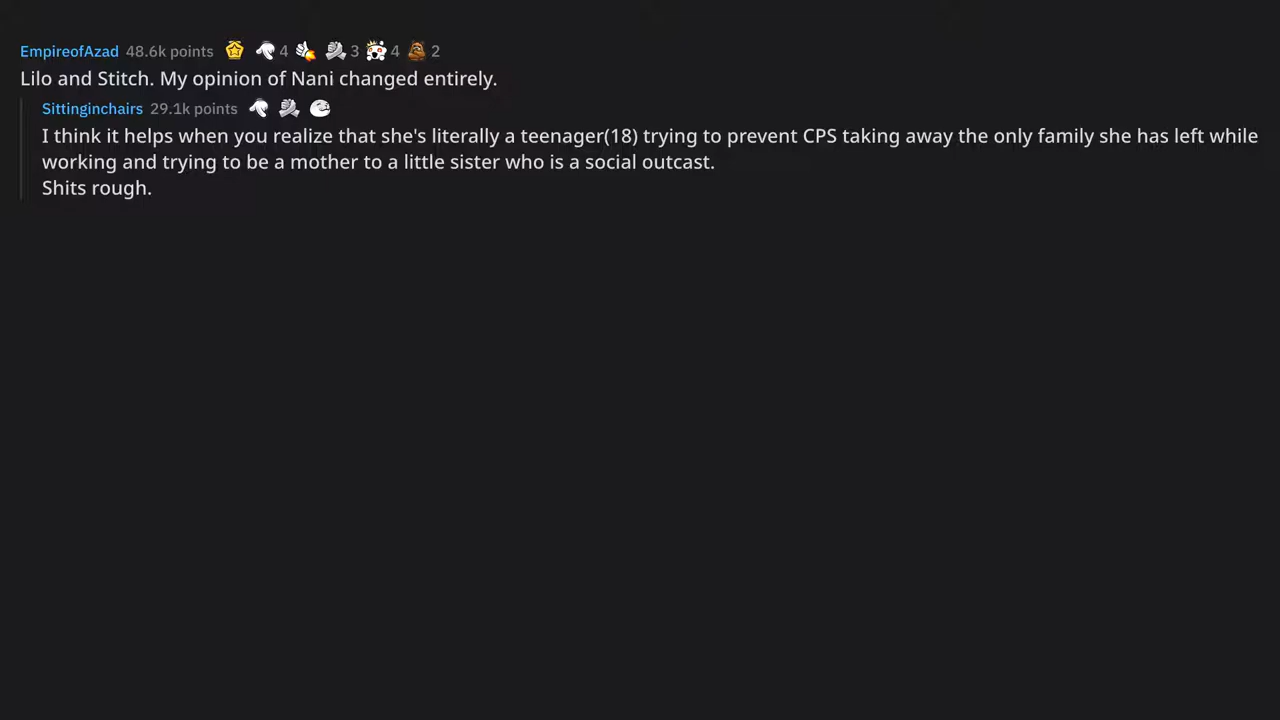 EmpireofAzad 48.6k points 4 3 4 2
Lilo and Stitch. My opinion of Nani changed entirely.
Sittinginchairs 29.1k points
I think it helps when you realize that she's literally a teenager(18) trying to prevent CPS taking away the only family she has left while
working and trying to be a mother to a little sister who is a social outcast.
Shits rough.